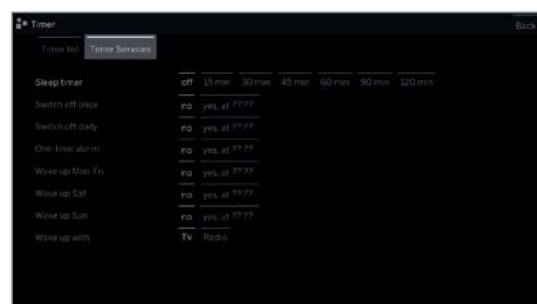 Timer
Back
Timer list Timer Services
Sleep timer off 15 min 30 min 45 min 60 min 90 min 120 min
Switch off once no yes, at ??:??
Switch off daily no yes, at ??:??
One-time alarm no yes, at ??:??
Wake up Mon-Fri no yes, at ??:??
Wake up Sat no yes, at ??:??
Wake up Sun no yes, at ??:??
Wake up with TV Radio